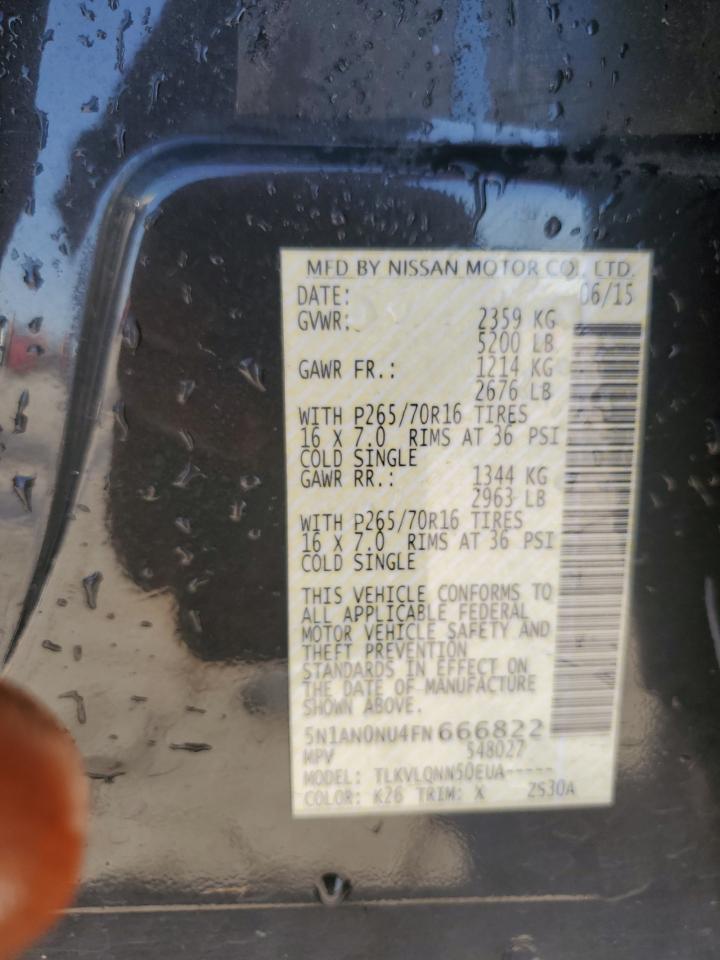 MFD BY NISSAN MOTOR CO., LTD.
DATE: 06/15
GVWR: 2359 KG
5200 LB
GAWR FR.: 1214 KG
2676 LB
WITH P265/70R16 TIRES
16 X 7.0 RIMS AT 36 PSI
COLD SINGLE
GAWR RR.: 1344 KG
2963 LB
WITH P265/70R16 TIRES
16 X 7.0 RIMS AT 36 PSI
COLD SINGLE
THIS VEHICLE CONFORMS TO
ALL APPLICABLE FEDERAL
MOTOR VEHICLE SAFETY AND
THEFT PREVENTION
STANDARDS IN EFFECT ON
THE DATE OF MANUFACTURE
SHOWN ABOVE.
5N1AN0NU4FN666822
MPV 548027
MODEL: TLKVLQNN50EUA-----
COLOR: K26 TRIM: X ZS30A